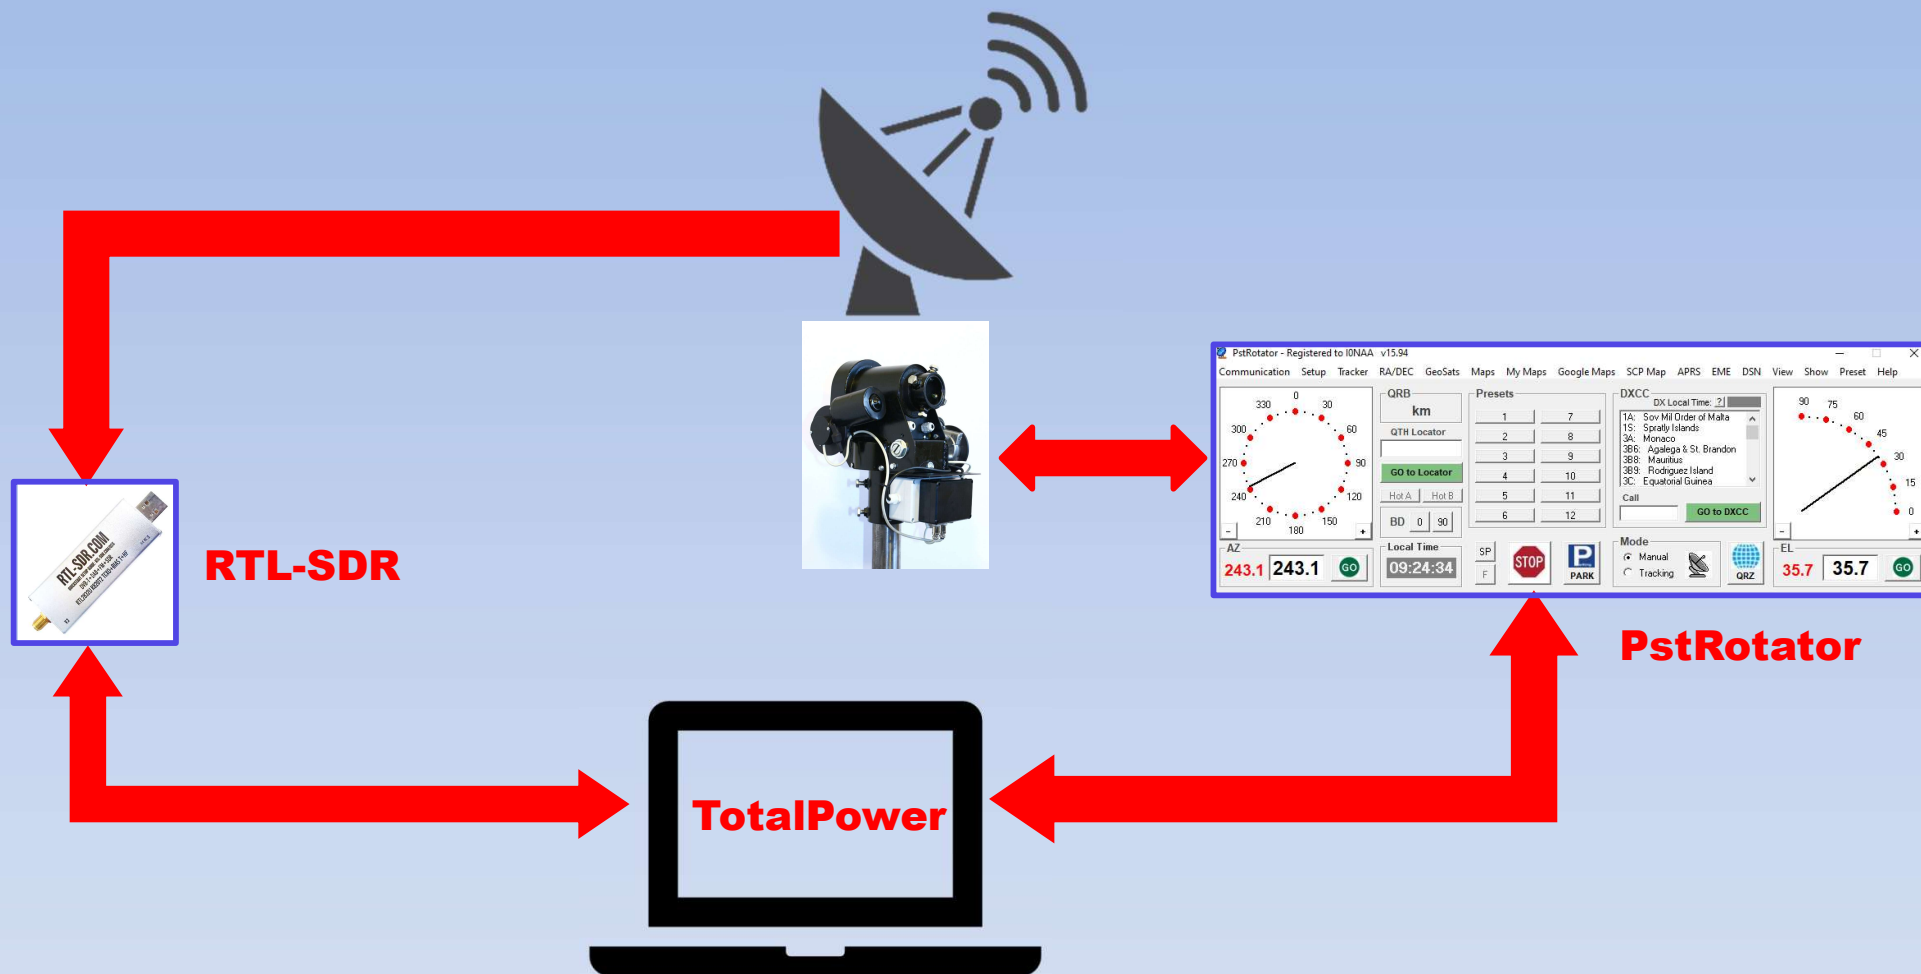 PstRotator - Registered to I0NAA v15.94
Communication Setup Tracker RA/DEC GeoSats Maps My Maps Google Maps SCP Map APRS EME DSN View Show Preset Help
0
330
30
300
60
270
90
240
120
210
150
180
-
+
AZ
243.1
243.1
GO
QRB
km
QTH Locator
GO to Locator
Hot A
Hot B
BD
0
90
Local Time
09:24:34
Presets
1
7
2
8
3
9
4
10
5
11
6
12
SP
F
STOP
P
PARK
DXCC
DX Local Time: ?
1A: Sov Mil Order of Malta
1S: Spratly Islands
3A: Monaco
3B6: Agalega & St. Brandon
3B8: Mauritius
3B9: Rodriguez Island
3C: Equatorial Guinea
Call
GO to DXCC
Mode
Manual
Tracking
QRZ
90
75
60
45
30
15
0
-
+
EL
35.7
35.7
GO
RTL-SDR.COM
RTL-SDR
PstRotator
TotalPower